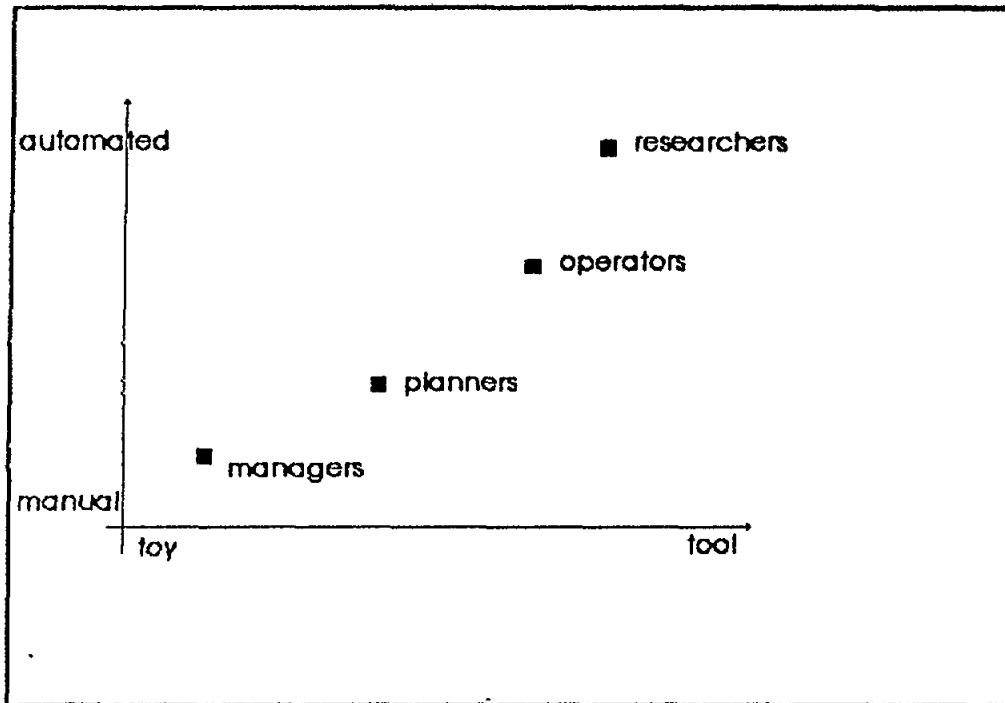 automated
researchers
operators
planners
managers
manual
toy
tool